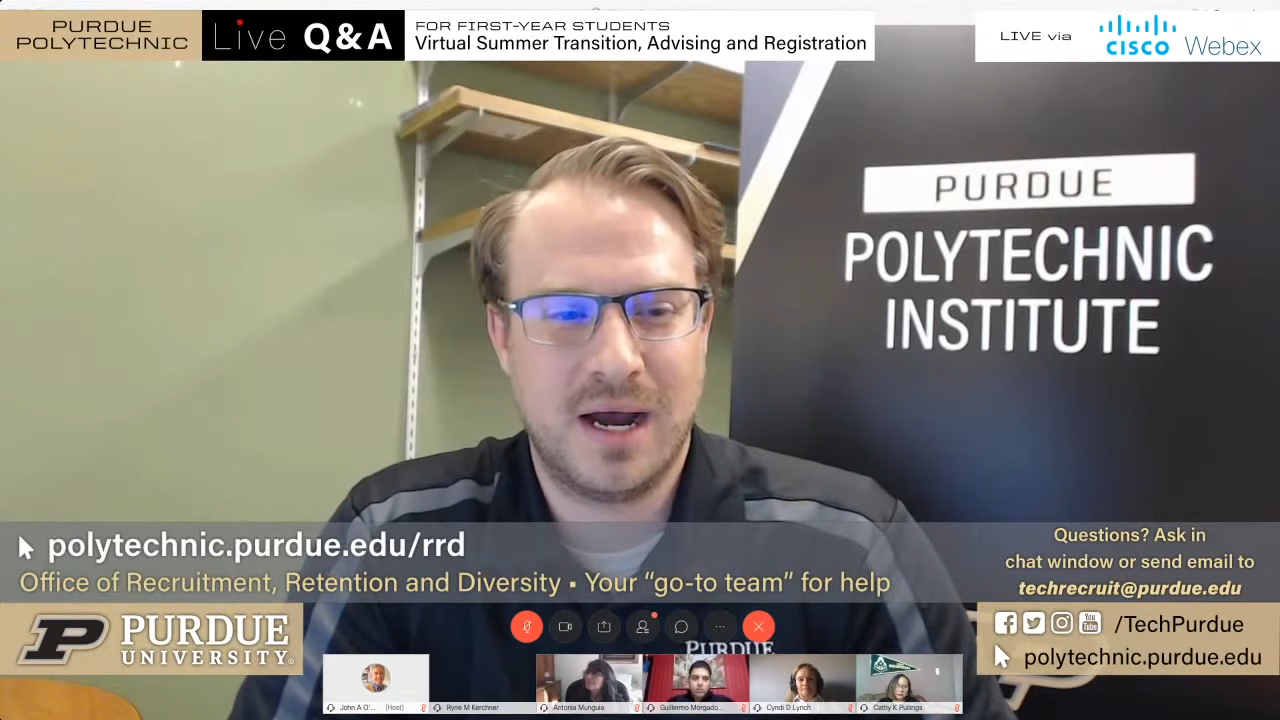 PURDUE
POLYTECHNIC
Live Q&A
FOR FIRST-YEAR STUDENTS
Virtual Summer Transition, Advising and Registration
LIVE via
CISCO Webex
PURDUE
POLYTECHNIC
INSTITUTE
polytechnic.purdue.edu/rrd
Office of Recruitment, Retention and Diversity ▪ Your “go-to team” for help
Questions? Ask in
chat window or send email to
techrecruit@purdue.edu
P PURDUE
UNIVERSITY®
PURDUE
f You Tube /TechPurdue
polytechnic.purdue.edu
John A O'... (Host)
Ryne M Kerchner
Antonia Munguia
Guillermo Morgado...
Cyndi D Lynch
Cathy K Pullings